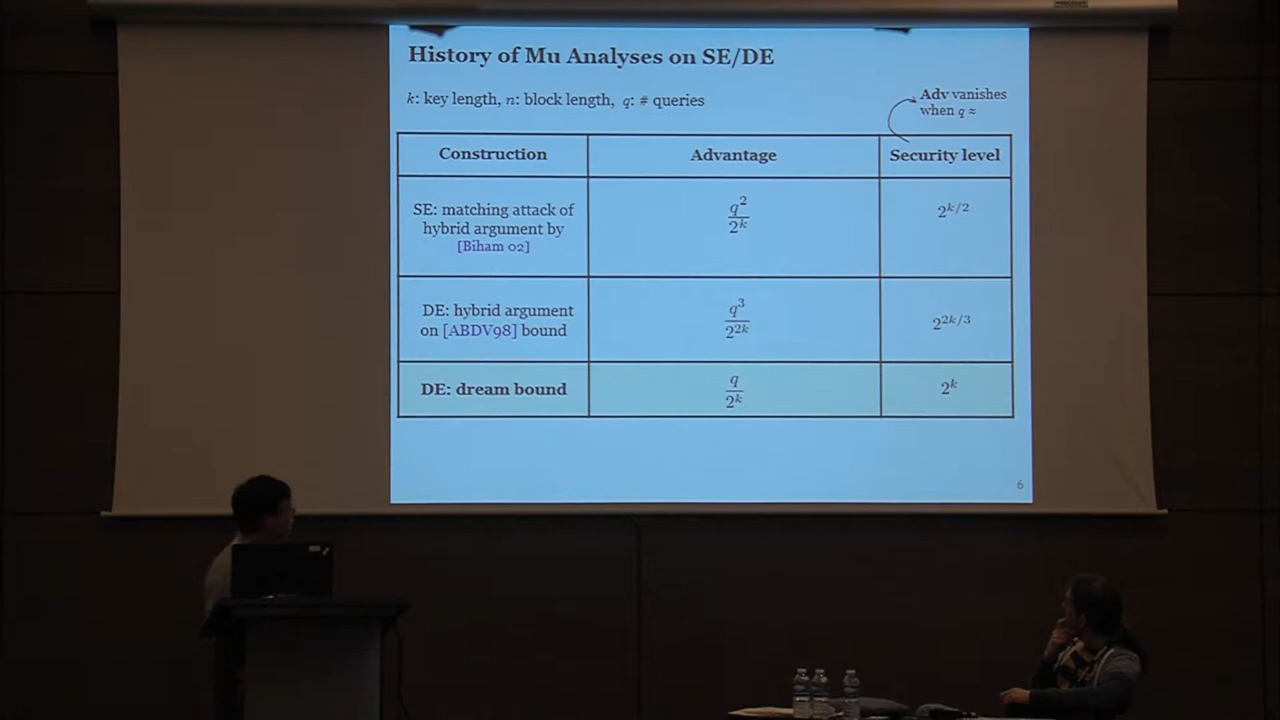 History of Mu Analyses on SE/DE
k: key length, n: block length, q: # queries
Adv vanishes
when q ≈
Construction
Advantage
Security level
SE: matching attack of
hybrid argument by
[Biham 02]
q^2
2^k
2^{k/2}
DE: hybrid argument
on [ABDV98] bound
q^3
2^{2k}
2^{2k/3}
DE: dream bound
q
2^k
2^k
6